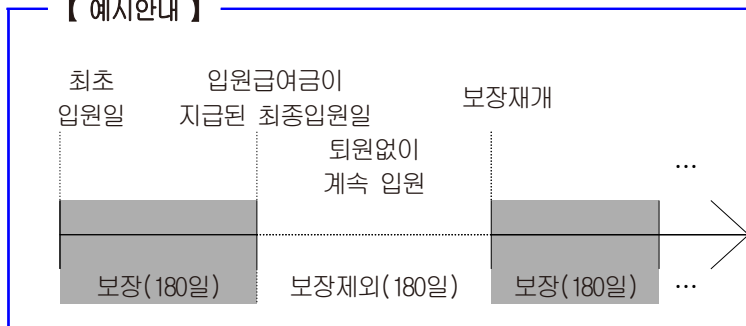 【 예시안내 】
최초
입원일
입원급여금이
지급된 최종입원일
보장재개
퇴원없이
계속 입원
…
보장(180일)
보장제외(180일)
보장(180일)
…